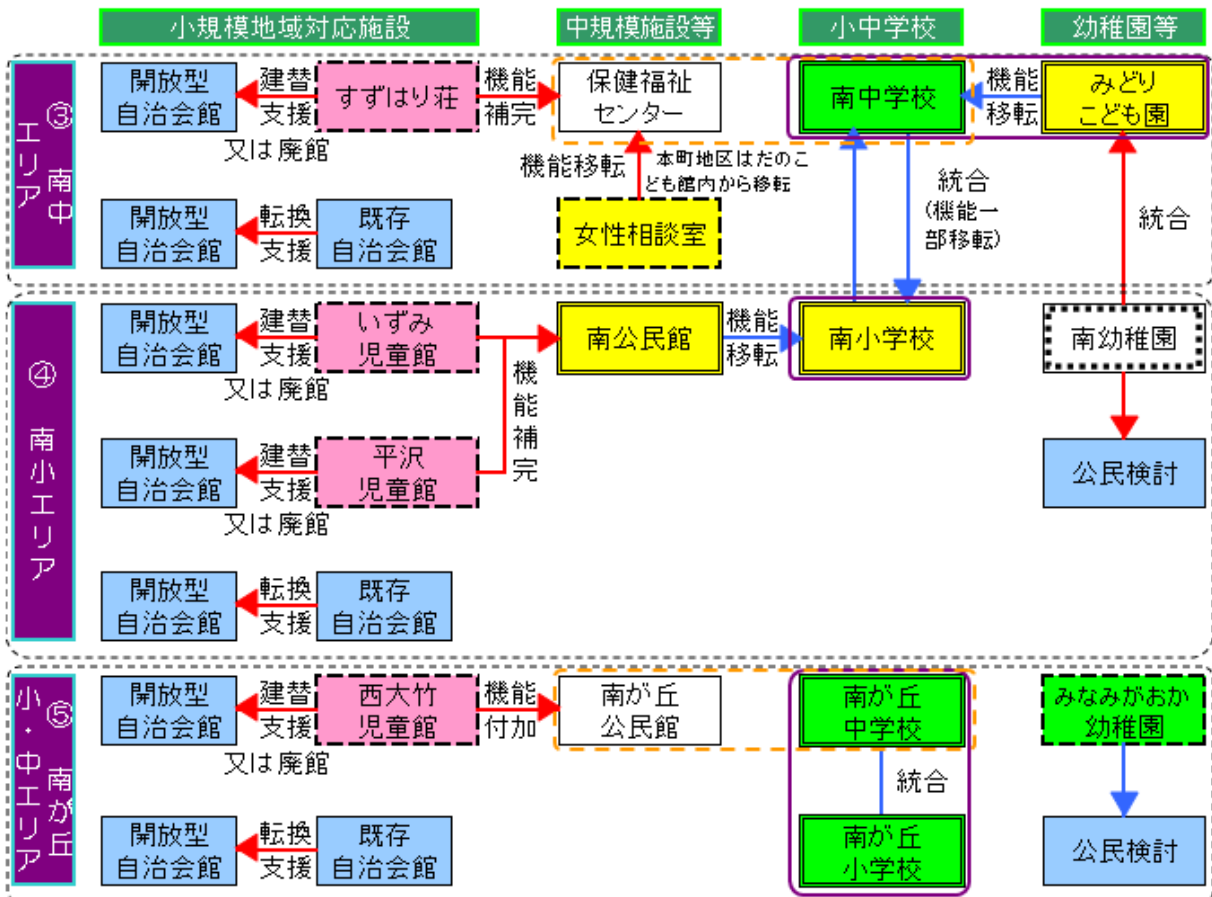 小規模地域対応施設
中規模施設等
小中学校
幼稚園等
③ 南中
エリア
開放型
自治会館
建替
支援
又は廃館
すずはり荘
機能
補完
保健福祉
センター
南中学校
機能
移転
みどり
こども園
機能移転
本町地区はだのこ
ども館内から移転
女性相談室
統合
(機能一
部移転)
統合
開放型
自治会館
転換
支援
既存
自治会館
④ 南小エリア
開放型
自治会館
建替
支援
又は廃館
いずみ
児童館
機能補完
南公民館
機能
移転
南小学校
南幼稚園
開放型
自治会館
建替
支援
又は廃館
平沢
児童館
公民検討
開放型
自治会館
転換
支援
既存
自治会館
⑤ 南が丘
小・中エリア
開放型
自治会館
建替
支援
又は廃館
西大竹
児童館
機能
付加
南が丘
公民館
南が丘
中学校
みなみがおか
幼稚園
統合
開放型
自治会館
転換
支援
既存
自治会館
南が丘
小学校
公民検討